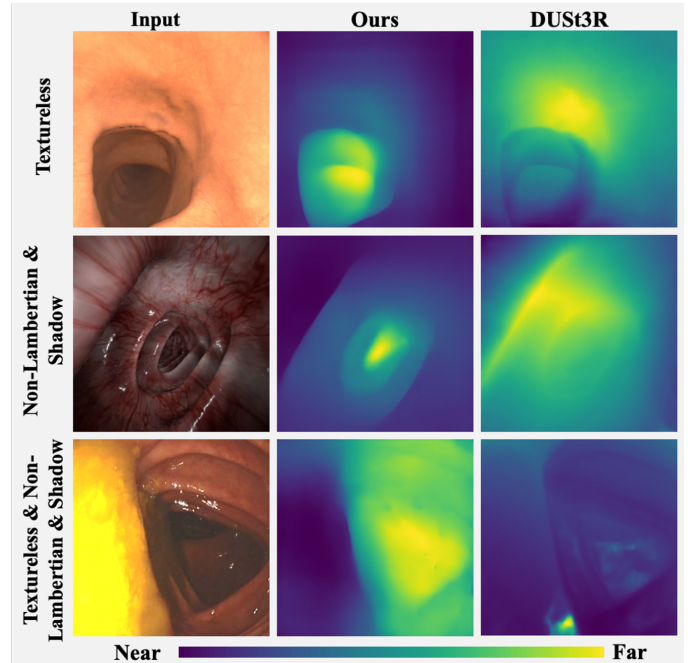 Input Ours DUSt3R
Textureless
Non-Lambertian &
Shadow
Textureless & Non-
Lambertian & Shadow
Near Far